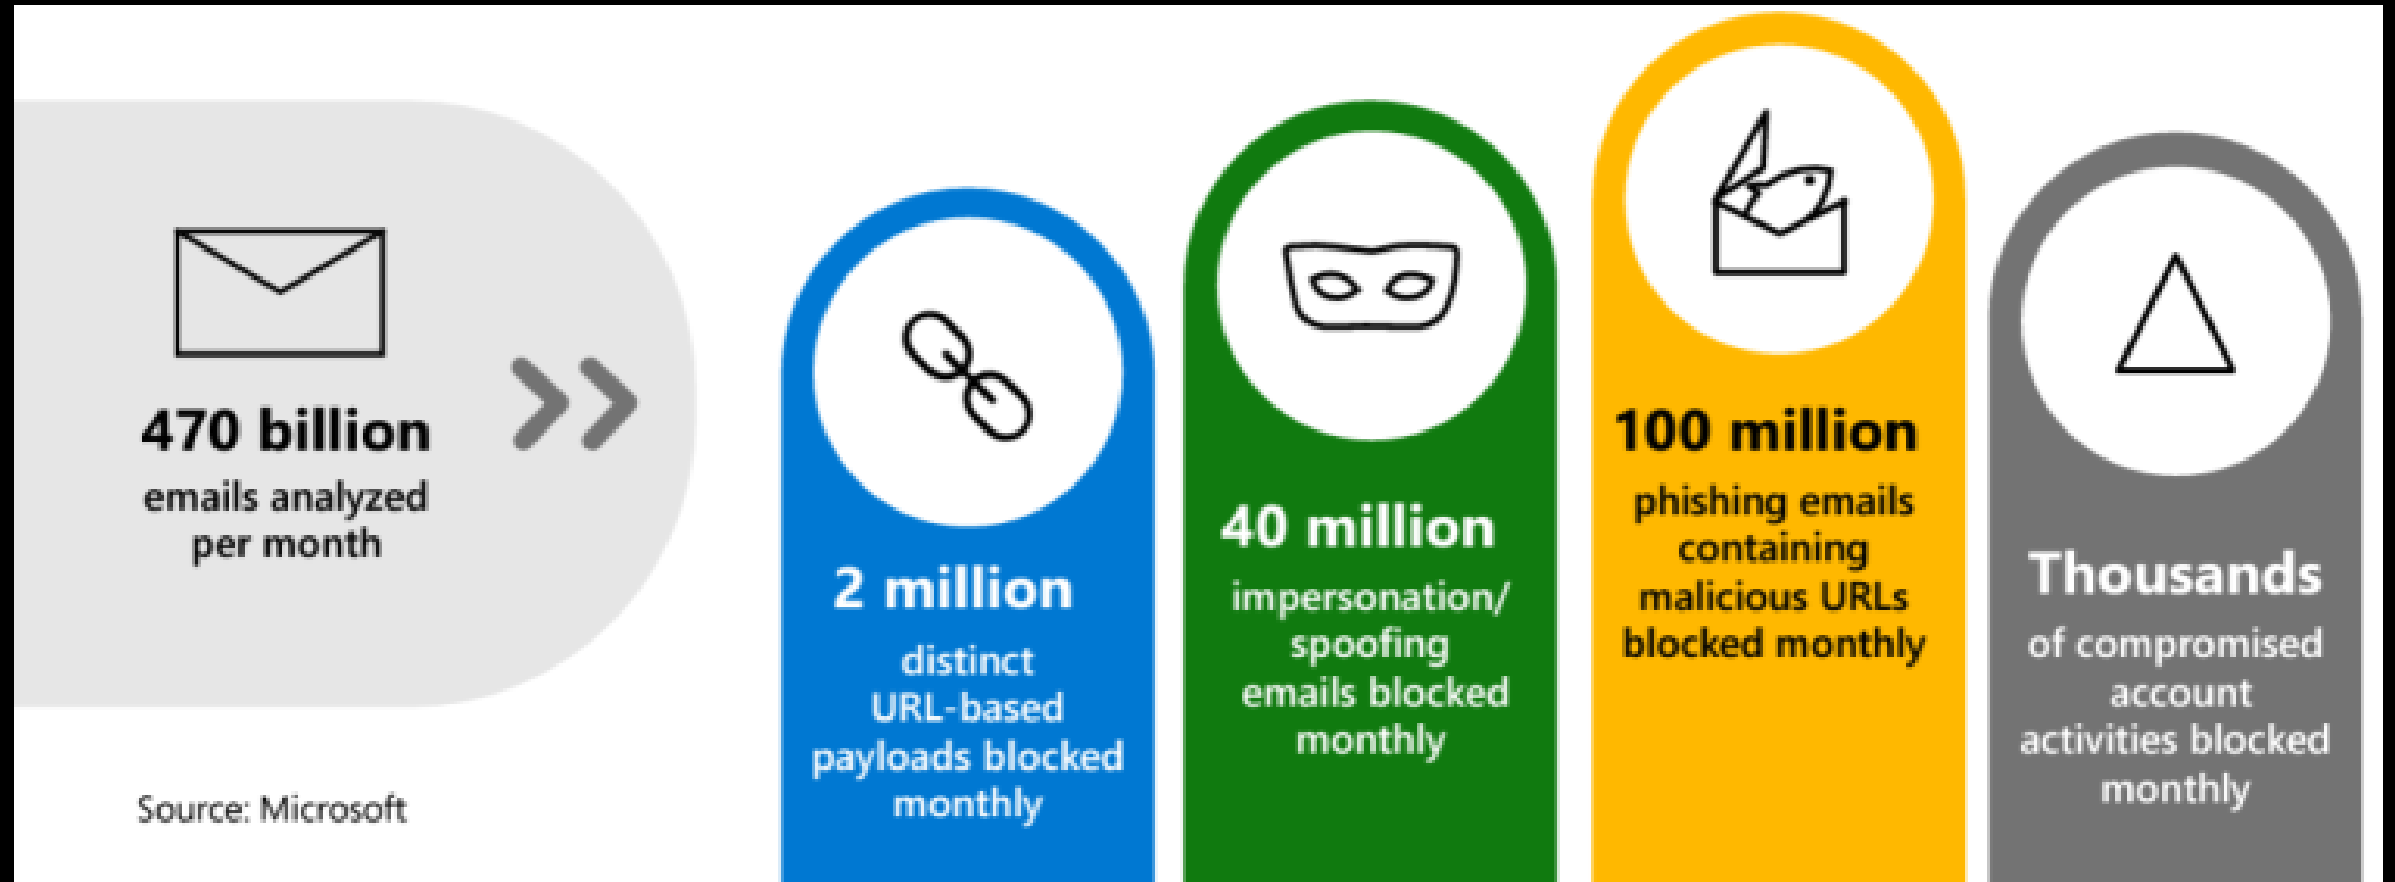 470 billion
emails analyzed
per month
Source: Microsoft
2 million
distinct
URL-based
payloads blocked
monthly
40 million
impersonation/
spoofing
emails blocked
monthly
100 million
phishing emails
containing
malicious URLs
blocked monthly
Thousands
of compromised
account
activities blocked
monthly